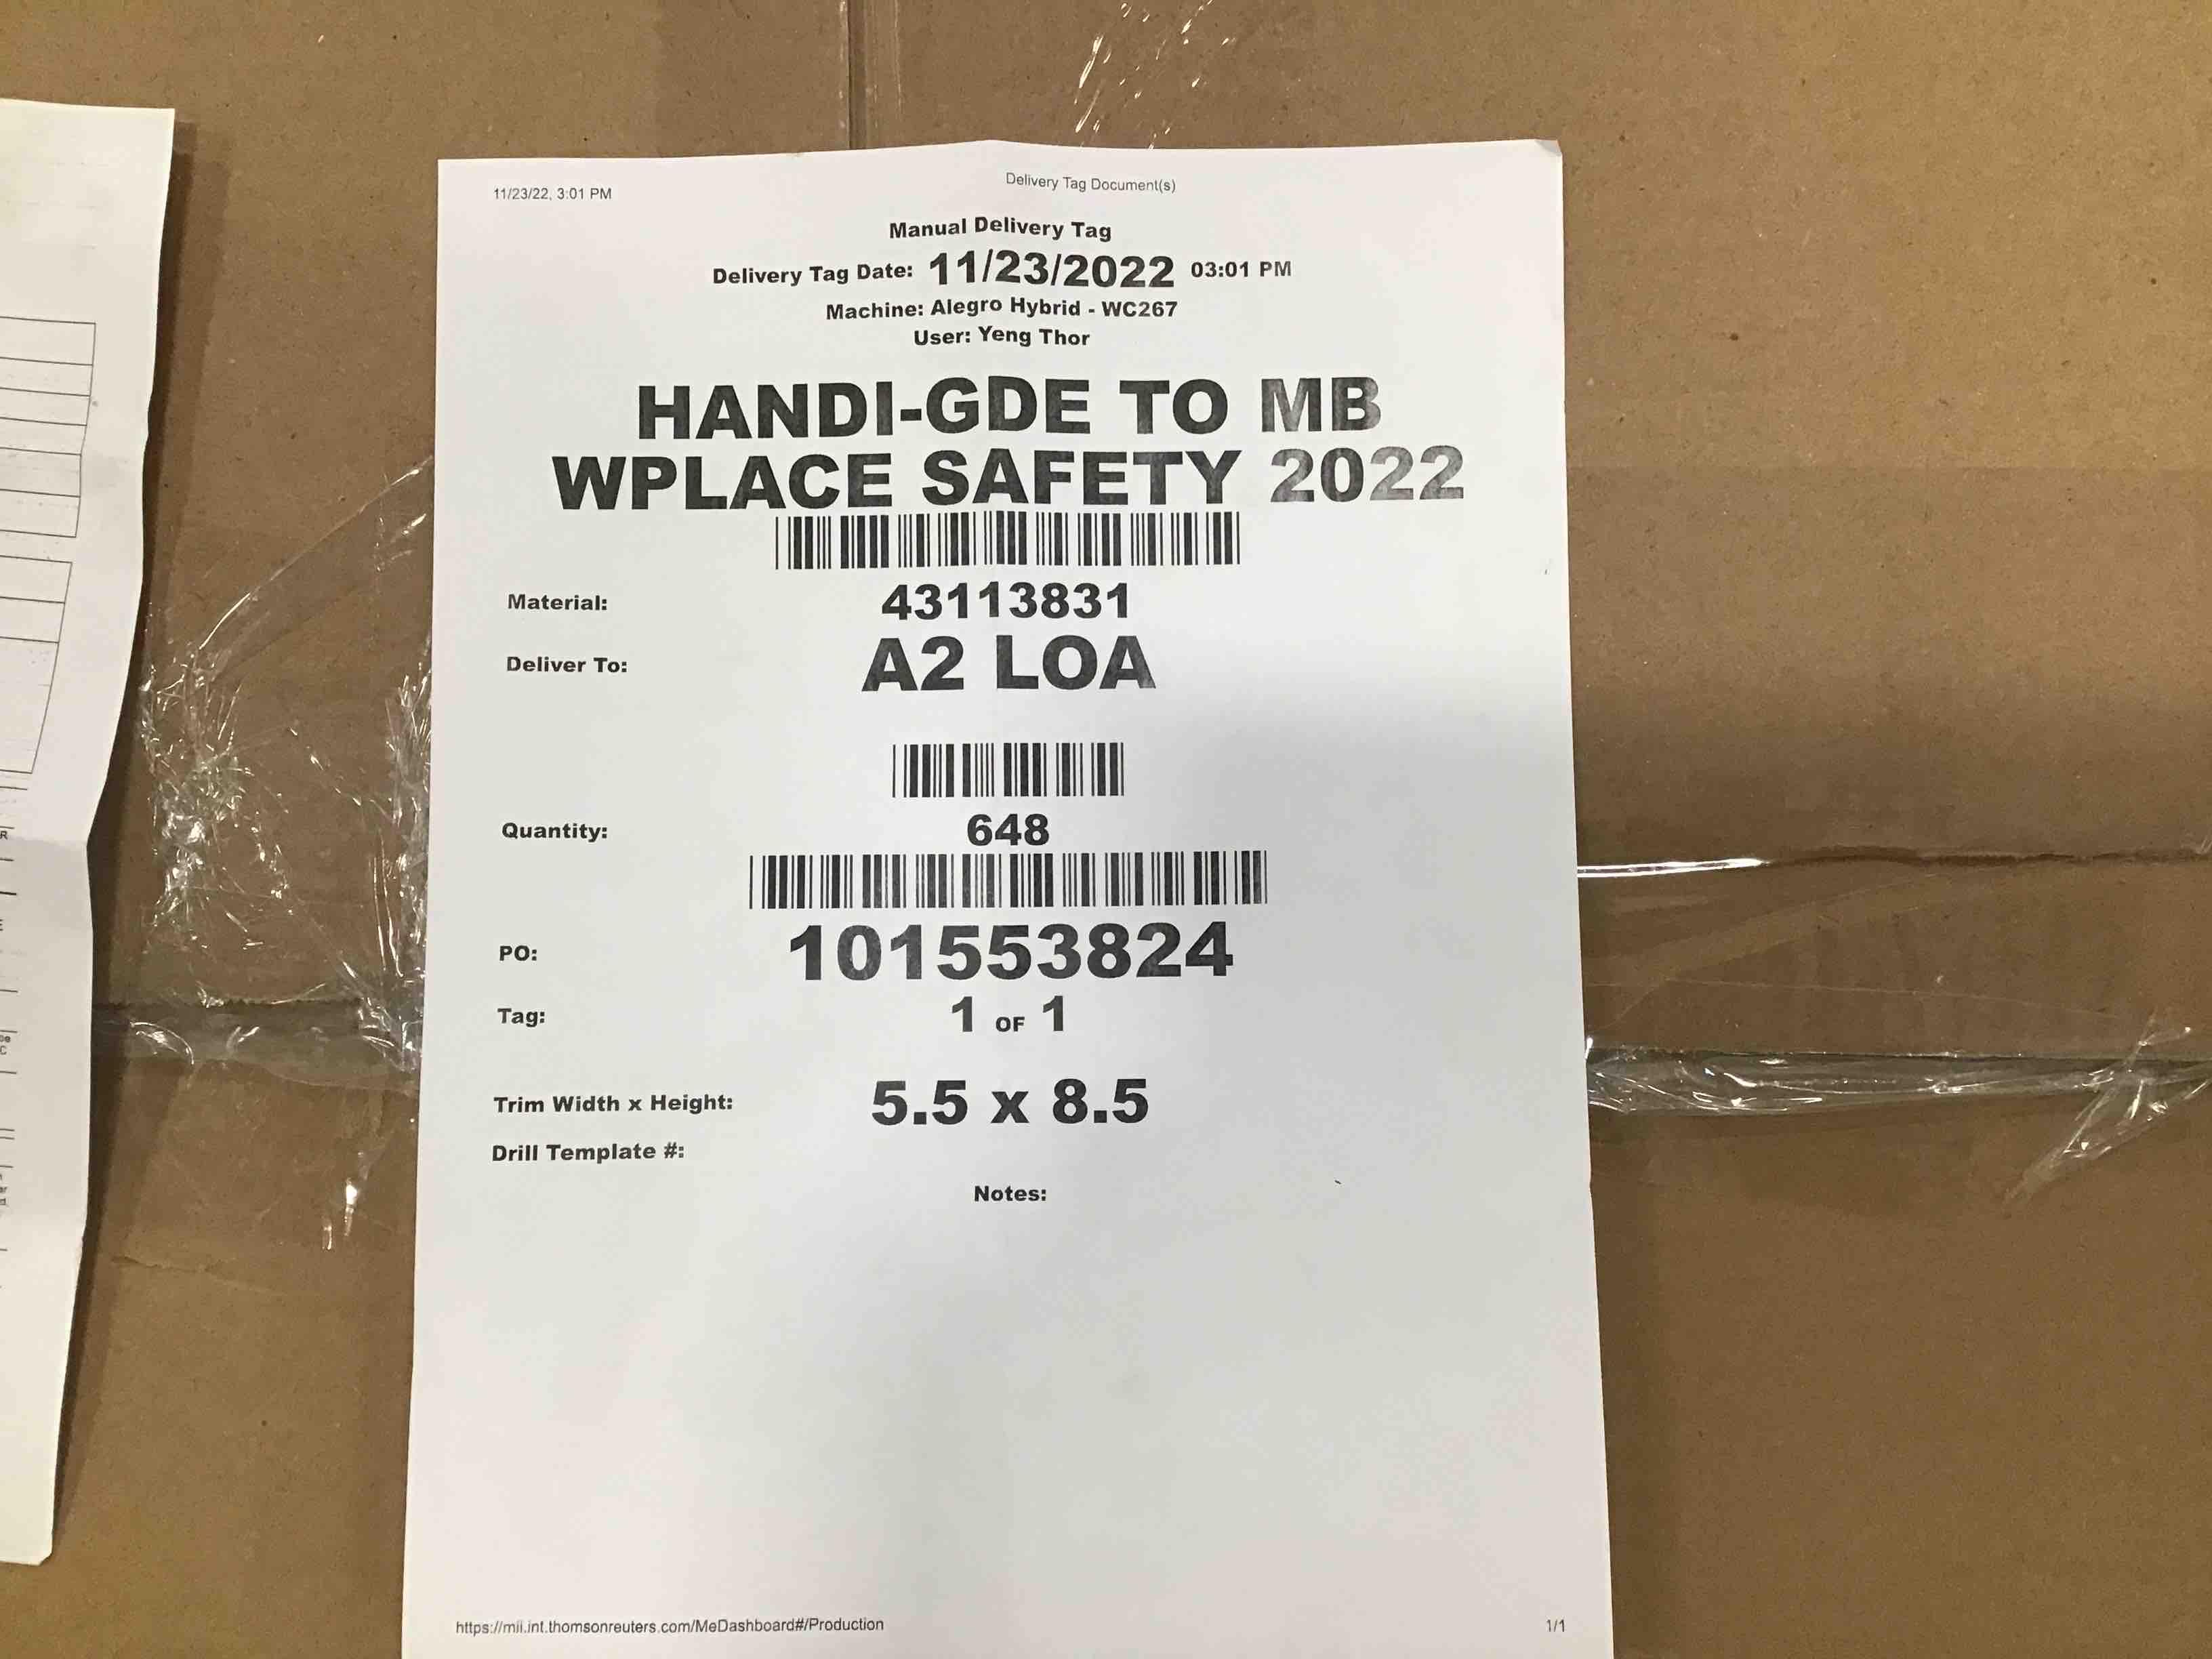 11/23/22, 3:01 PM
Delivery Tag Document(s)
Manual Delivery Tag
Delivery Tag Date: 11/23/2022 03:01 PM
Machine: Alegro Hybrid - WC267
User: Yeng Thor
HANDI-GDE TO MB
WPLACE SAFETY 2022
Material: 43113831
Deliver To: A2 LOA
Quantity: 648
PO: 101553824
Tag: 1 OF 1
Trim Width x Height: 5.5 x 8.5
Drill Template #:
Notes:
https://mii.int.thomsonreuters.com/MeDashboard#/Production
1/1